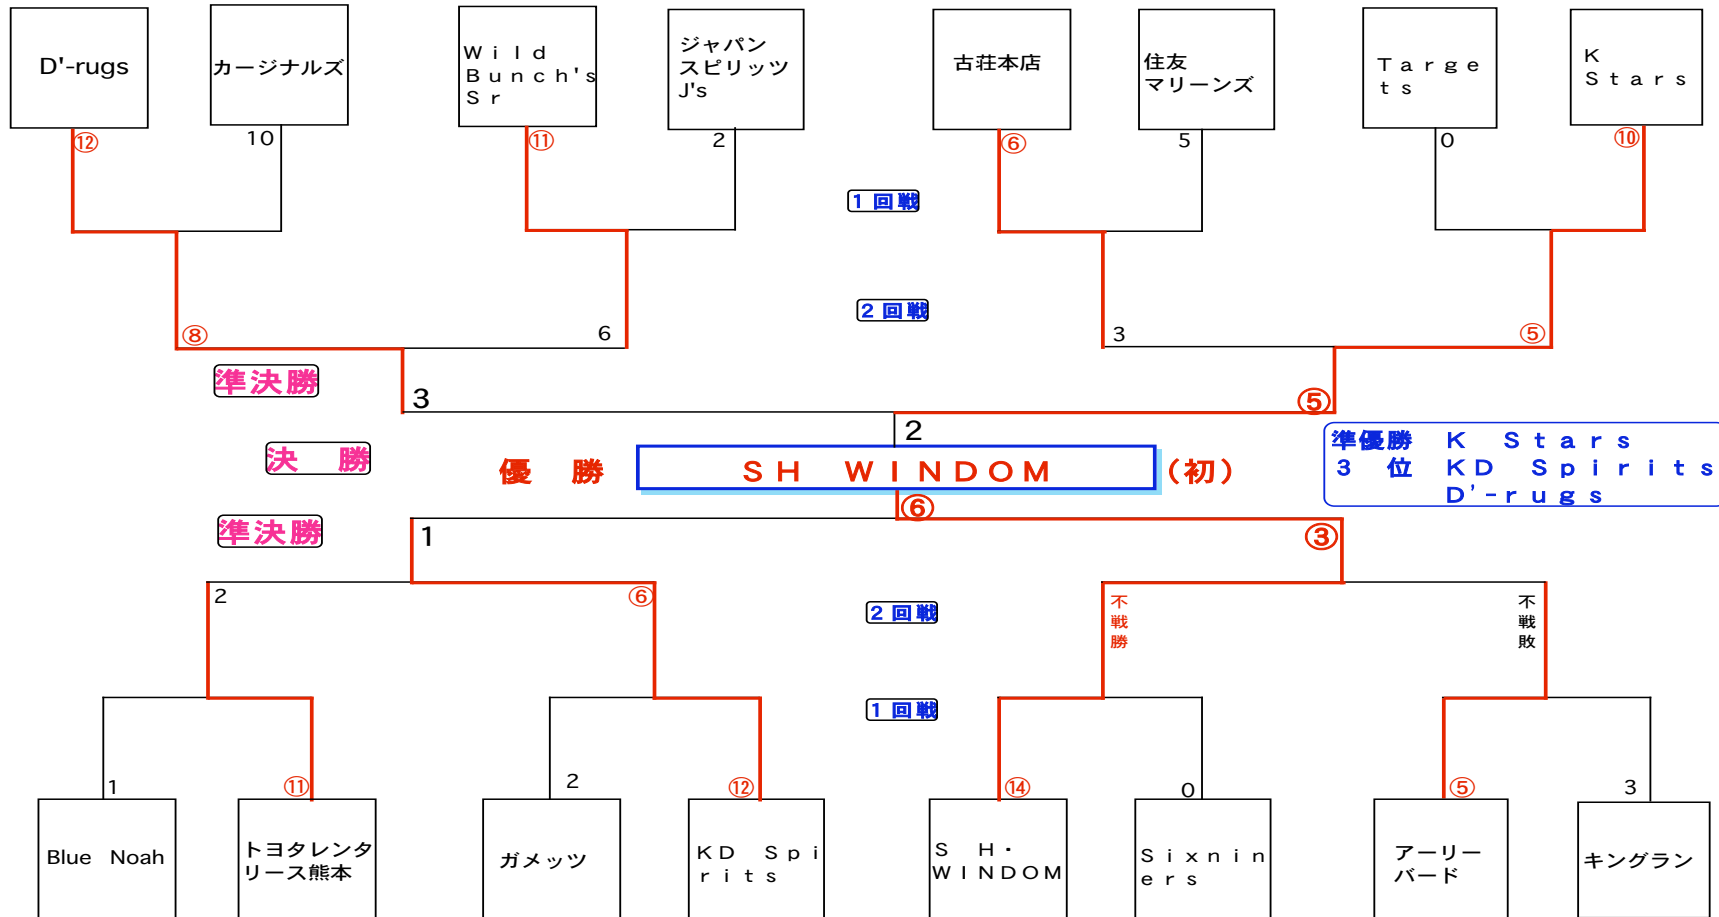 D'-rugs
カージナルズ
Ｗｉｌｄ
Ｂｕｎｃｈ's
Ｓｒ
ジャパン
スピリッツ
J's
古荘本店
住友
マリーンズ
Ｔａｒｇｅ
ｔｓ
Ｋ
Ｓｔａｒｓ
⑫
10
⑪
2
⑥
5
0
⑩
１回戦
２回戦
⑧
6
3
⑤
準決勝
3
⑤
2
決　勝
優　勝
ＳＨ　ＷＩＮＤＯＭ
（初）
準優勝　Ｋ　Ｓｔａｒｓ
３　位　ＫＤ　Ｓｐｉｒｉｔｓ
Ｄ'-ｒｕｇｓ
⑥
準決勝
1
③
2
⑥
２回戦
不戦勝
不戦敗
１回戦
1
⑪
2
⑫
⑭
0
⑤
3
Blue　Noah
トヨタレンタ
リース熊本
ガメッツ
ＫＤ　Ｓｐｉ
ｒｉｔｓ
Ｓ　Ｈ・
ＷＩＮＤＯＭ
Ｓｉｘｎｉｎ
ｅｒｓ
アーリー
バード
キングラン